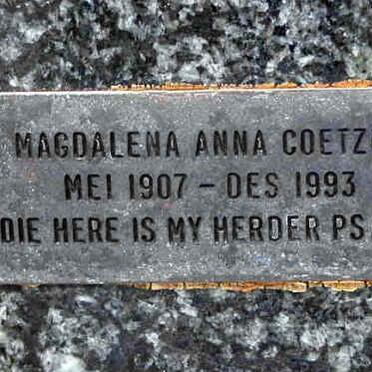 MAGDALENA ANNA COETZ
MEI 1907 - DES 1993
DIE HERE IS MY HERDER PS